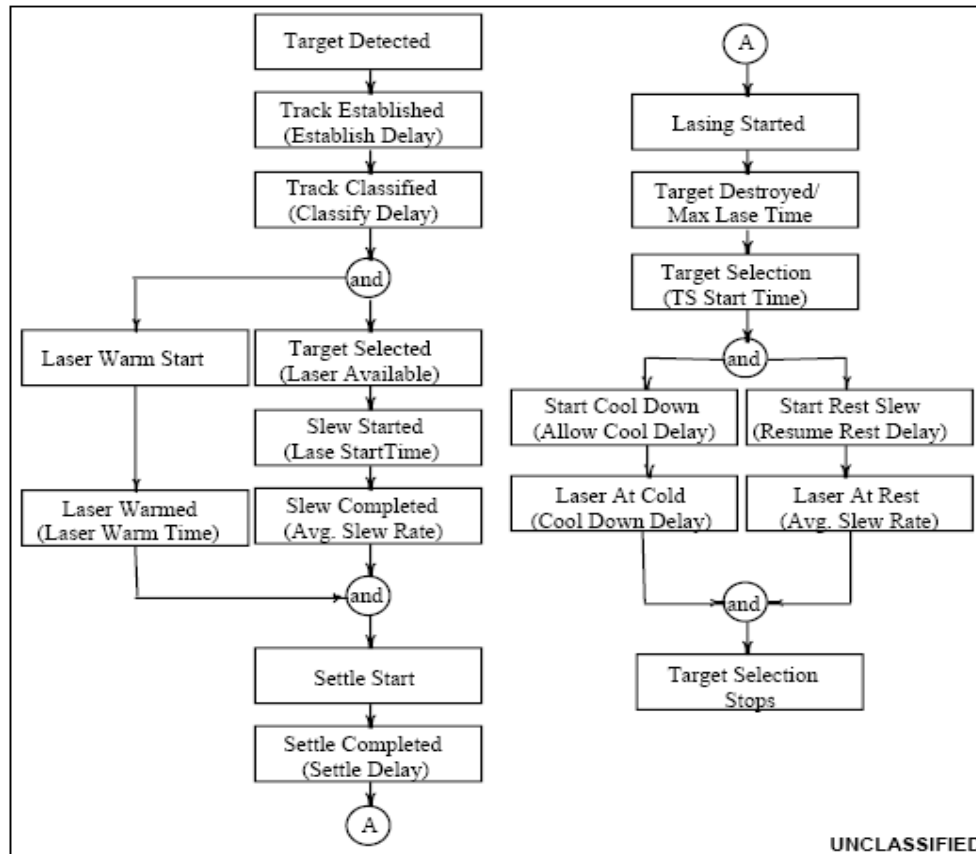 Target Detected
Track Established
(Establish Delay)
Track Classified
(Classify Delay)
and
Laser Warm Start
Target Selected
(Laser Available)
Slew Started
(Lase StartTime)
Laser Warmed
(Laser Warm Time)
Slew Completed
(Avg. Slew Rate)
and
Settle Start
Settle Completed
(Settle Delay)
A
A
Lasing Started
Target Destroyed/
Max Lase Time
Target Selection
(TS Start Time)
and
Start Cool Down
(Allow Cool Delay)
Start Rest Slew
(Resume Rest Delay)
Laser At Cold
(Cool Down Delay)
Laser At Rest
(Avg. Slew Rate)
and
Target Selection
Stops
UNCLASSIFIED